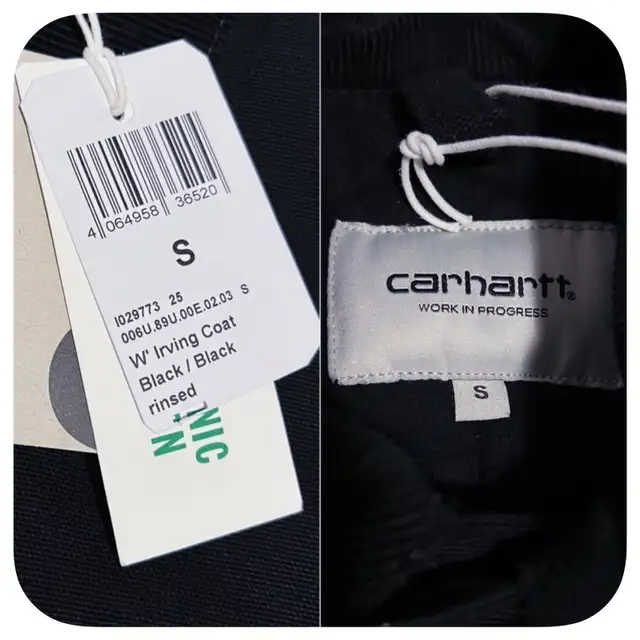 4 064958 36520
S
I029773 25
006U.89U.00E.02.03 S
W' Irving Coat
Black / Black
rinsed
carhartt®
WORK IN PROGRESS
S